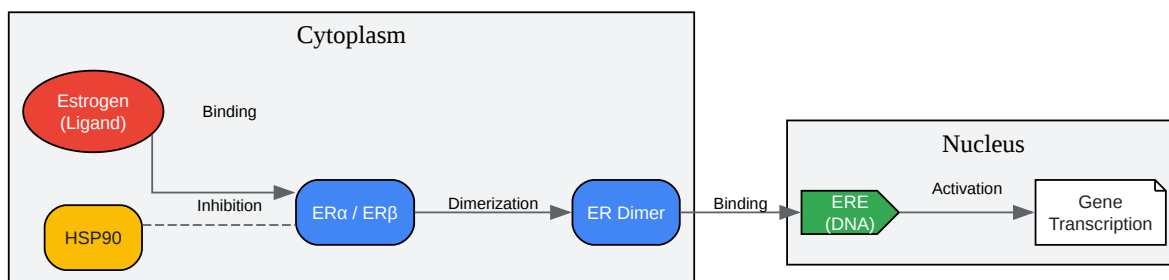 Cytoplasm
Estrogen
(Ligand)
Binding
Inhibition
HSP90
ERα / ERβ
Dimerization
ER Dimer
Binding
Nucleus
ERE
(DNA)
Activation
Gene
Transcription